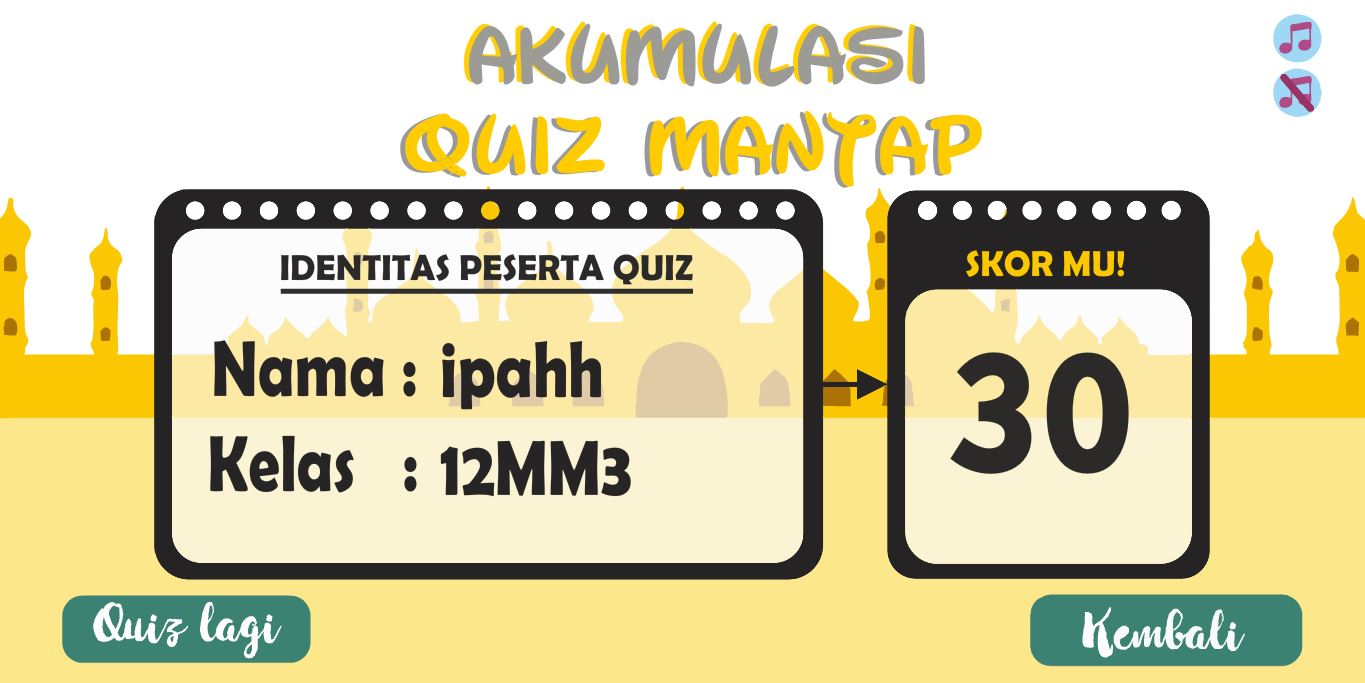 AKUMULASI
QUIZ MANTAP
IDENTITAS PESERTA QUIZ
Nama : ipahh
Kelas : 12MM3
SKOR MU!
30
Quiz lagi
Kembali